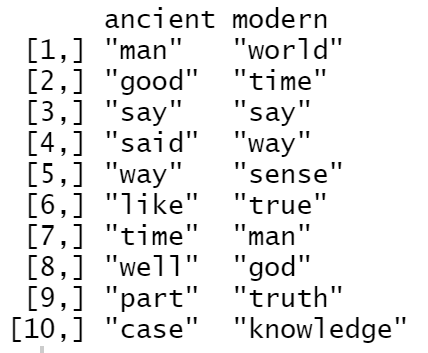 ancient modern
[1,] "man" "world"
[2,] "good" "time"
[3,] "say" "say"
[4,] "said" "way"
[5,] "way" "sense"
[6,] "like" "true"
[7,] "time" "man"
[8,] "well" "god"
[9,] "part" "truth"
[10,] "case" "knowledge"